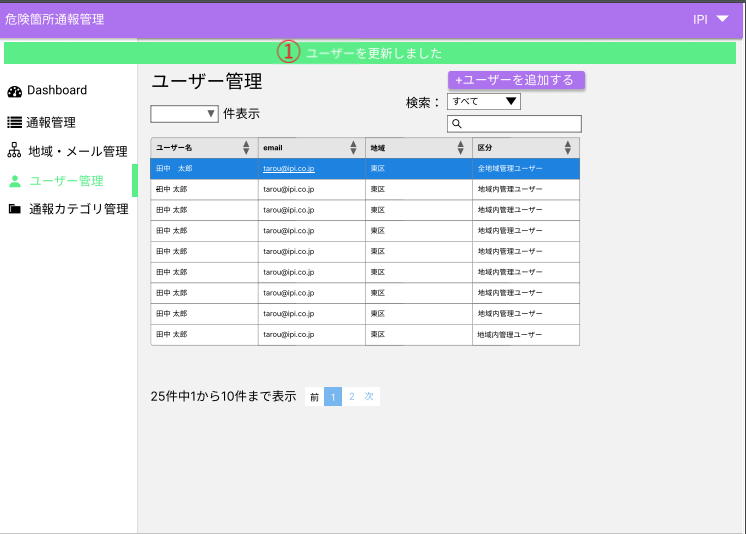 危険箇所通報管理 IPI
① ユーザーを更新しました
Dashboard
通報管理
地域・メール管理
ユーザー管理
通報カテゴリ管理
ユーザー管理
+ユーザーを追加する
件表示
検索： すべて
ユーザー名 email 地域 区分
田中　太郎 tarou@ipi.co.jp 東区 全地域管理ユーザー
田中 太郎 tarou@ipi.co.jp 東区 地域内管理ユーザー
田中 太郎 tarou@ipi.co.jp 東区 地域内管理ユーザー
田中 太郎 tarou@ipi.co.jp 東区 地域内管理ユーザー
田中 太郎 tarou@ipi.co.jp 東区 地域内管理ユーザー
田中 太郎 tarou@ipi.co.jp 東区 地域内管理ユーザー
田中 太郎 tarou@ipi.co.jp 東区 地域内管理ユーザー
田中 太郎 tarou@ipi.co.jp 東区 地域内管理ユーザー
田中 太郎 tarou@ipi.co.jp 東区 地域内管理ユーザー
25件中1から10件まで表示 前 1 2 次